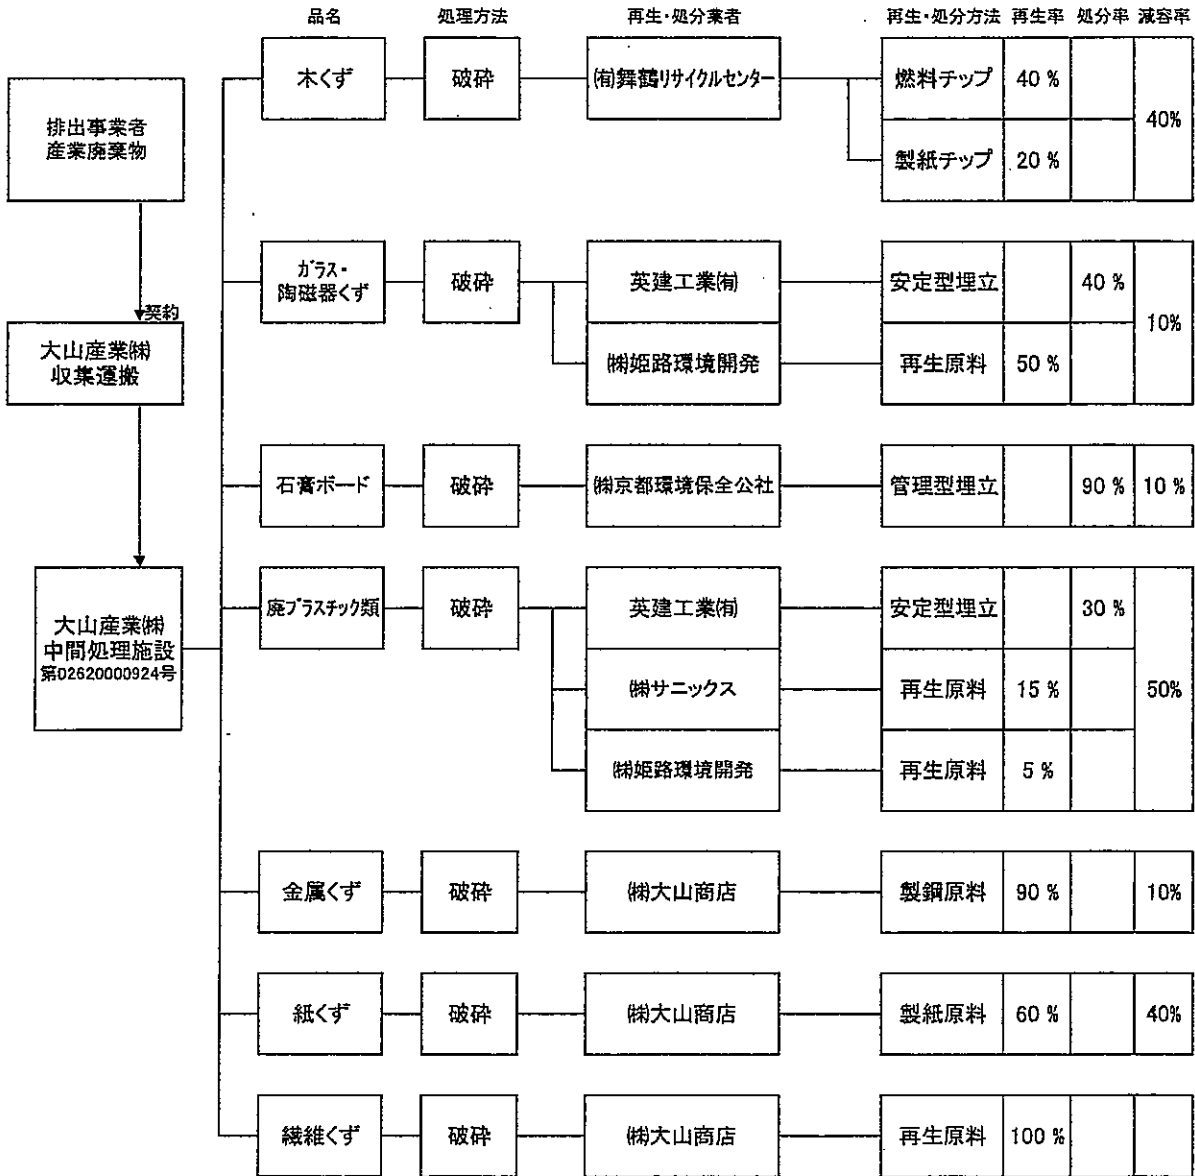 品名 処理方法 再生・処分業者 再生・処分方法 再生率 処分率 減容率
排出事業者
産業廃棄物
契約
大山産業㈱
収集運搬
大山産業㈱
中間処理施設
第02620000924号
木くず 破砕 ㈲舞鶴リサイクルセンター 燃料チップ 40 %
製紙チップ 20 %
40%
ガラス・
陶磁器くず
破砕 英建工業㈲ 安定型埋立 40 %
㈱姫路環境開発 再生原料 50 %
10%
石膏ボード 破砕 ㈱京都環境保全公社 管理型埋立 90 % 10 %
廃プラスチック類 破砕 英建工業㈲ 安定型埋立 30 %
㈱サニックス 再生原料 15 %
50%
㈱姫路環境開発 再生原料 5 %
金属くず 破砕 ㈱大山商店 製鋼原料 90 % 10%
紙くず 破砕 ㈱大山商店 製紙原料 60 % 40%
繊維くず 破砕 ㈱大山商店 再生原料 100 %